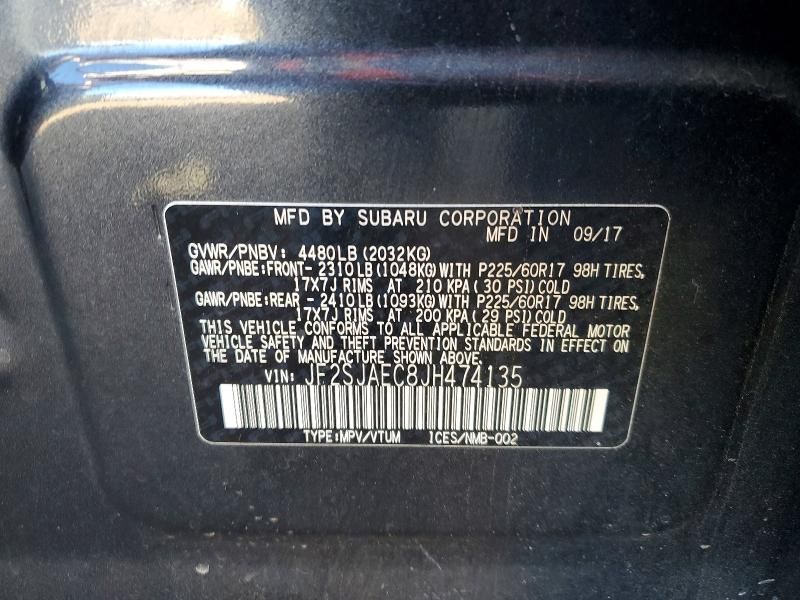 MFD BY SUBARU CORPORATION
MFD IN 09/17
GVWR/PNBV: 4480LB (2032KG)
GAWR/PNBE:FRONT- 2310LB (1048KG) WITH P225/60R17 98H TIRES,
17X7J RIMS AT 210 KPA (30 PSI) COLD
GAWR/PNBE:REAR - 2410LB (1093KG) WITH P225/60R17 98H TIRES,
17X7J RIMS AT 200 KPA (29 PSI) COLD
THIS VEHICLE CONFORMS TO ALL APPLICABLE FEDERAL MOTOR
VEHICLE SAFETY AND THEFT PREVENTION STANDARDS IN EFFECT ON
THE DATE OF MANUFACTURE SHOWN ABOVE.
VIN: JF2SJAEC8JH474135
TYPE:MPV/VTUM ICES/NMB-002